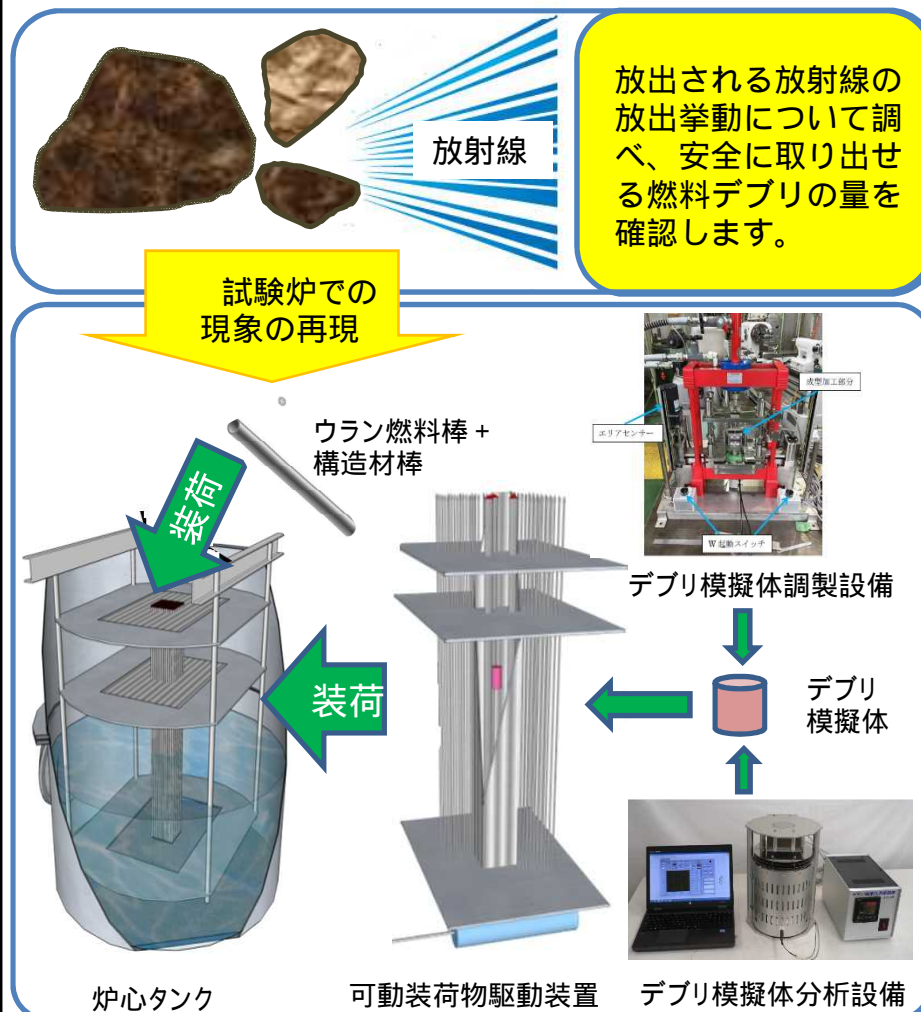 放射線
放出される放射線の
放出挙動について調
べ、安全に取り出せ
る燃料デブリの量を
確認します。
試験炉での
現象の再現
ウラン燃料棒 +
構造材棒
装荷
成型加工部分
エリアセンサー
W 起動スイッチ
デブリ模擬体調製設備
装荷
デブリ
模擬体
炉心タンク
可動装荷物駆動装置
デブリ模擬体分析設備